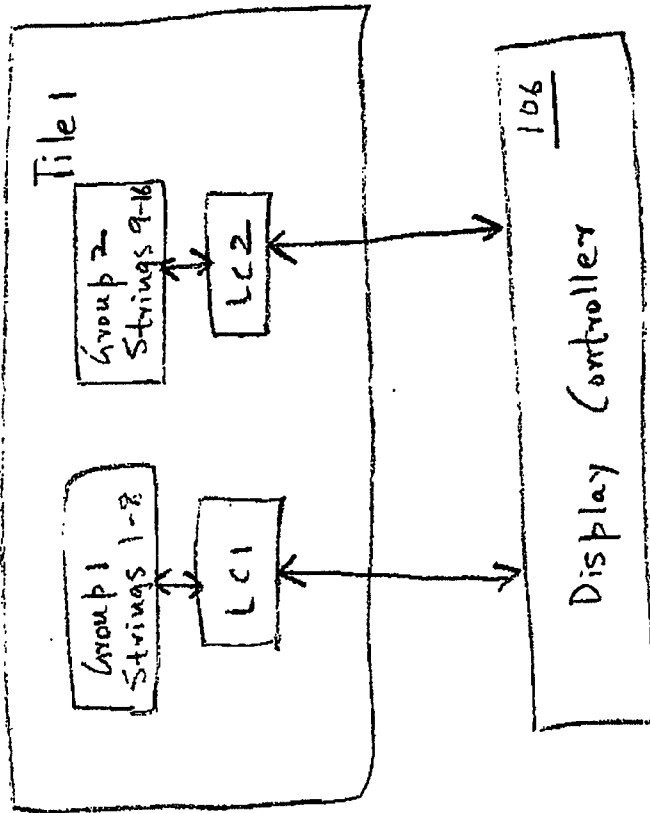 Tile 1
Group 1
Strings 1-8
Group 2
Strings 9-16
LC1
LC2
Display Controller
106